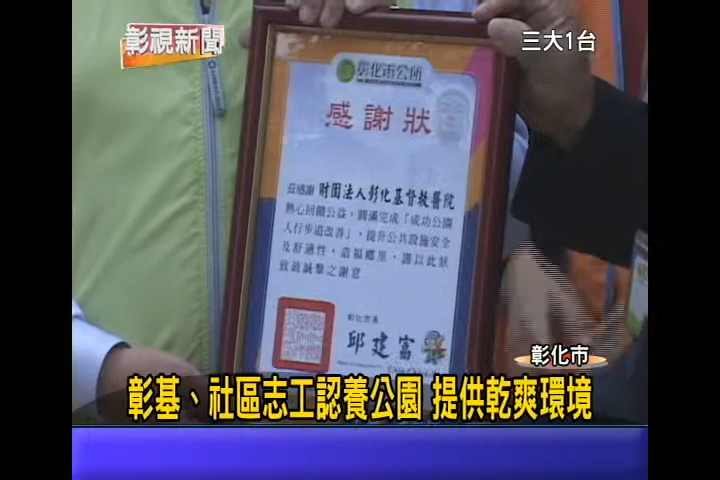 彰視新聞
三大1台
彰化市公所
感謝狀
茲感謝 財團法人彰化基督教醫院
熱心回饋公益，圓滿完成「成功公園
人行步道改善」，提升公共設施安全
及舒適性，造福鄉里，謹以此狀
致最誠摯之謝意
彰化市長
邱建富
彰化市
彰基、社區志工認養公園 提供乾爽環境